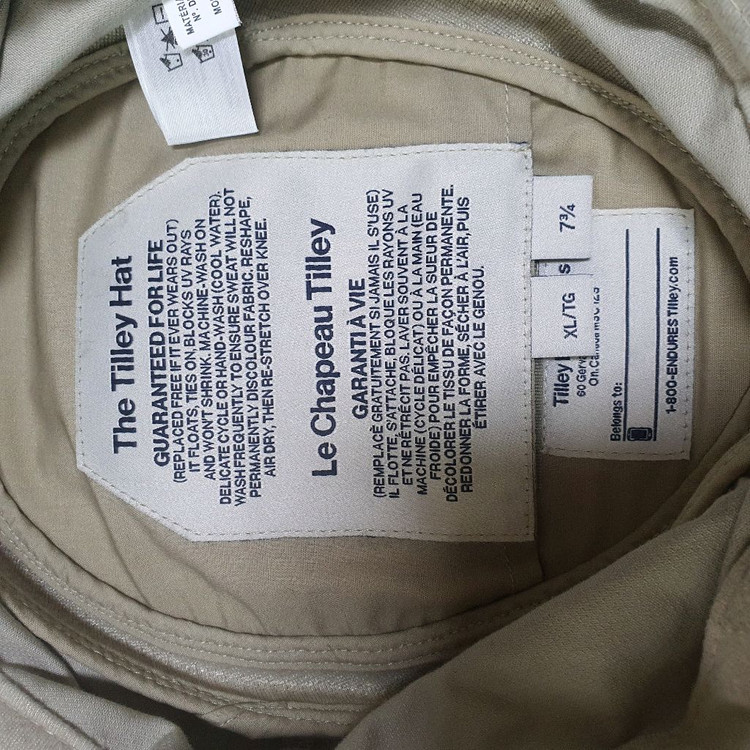 The Tilley Hat
GUARANTEED FOR LIFE
(REPLACED FREE IF IT EVER WEARS OUT)
IT FLOATS, TIES ON, BLOCKS UV RAYS
AND WON'T SHRINK. MACHINE-WASH ON
DELICATE CYCLE OR HAND-WASH (COOL WATER).
WASH FREQUENTLY TO ENSURE SWEAT WILL NOT
PERMANENTLY DISCOLOUR FABRIC. RESHAPE,
AIR DRY, THEN RE-STRETCH OVER KNEE.
Le Chapeau Tilley
GARANTI À VIE
(REMPLACÉ GRATUITEMENT SI JAMAIS IL S'USE)
IL FLOTTE, S'ATTACHE, BLOQUE LES RAYONS UV
ET NE RÉTRÉCIT PAS. LAVER SOUVENT À LA
MACHINE (CYCLE DÉLICAT) OU À LA MAIN (EAU
FROIDE) POUR EMPÊCHER LA SUEUR DE
DÉCOLORER LE TISSU DE FAÇON PERMANENTE.
REDONNER LA FORME, SÉCHER À L'AIR, PUIS
ÉTIRER AVEC LE GENOU.
XL/TG 7¾
Tilley S
60 Gerv
On. Canada M3C 1Z3
Belongs to:
1-800-ENDURES Tilley.com